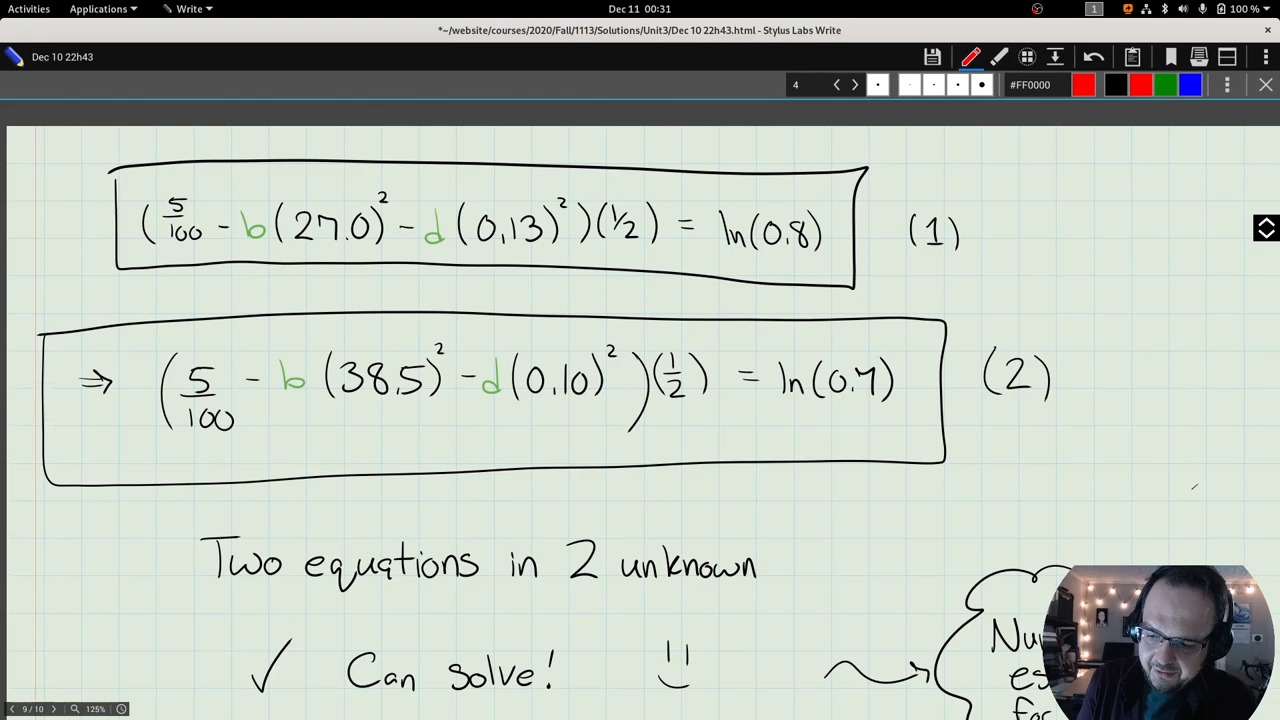 Activities Applications Write Dec 11 00:31 1 100 %
*~/website/courses/2020/Fall/1113/Solutions/Unit3/Dec 10 22h43.html - Stylus Labs Write
Dec 10 22h43
4 #FF0000
(5/100 - b(27.0)² - d(0.13)²)(1/2) = ln(0.8) (1)
⇒ (5/100 - b(38.5)² - d(0.10)²)(1/2) = ln(0.7) (2)
Two equations in 2 unknown
✓ Can solve!
9 / 10 125%